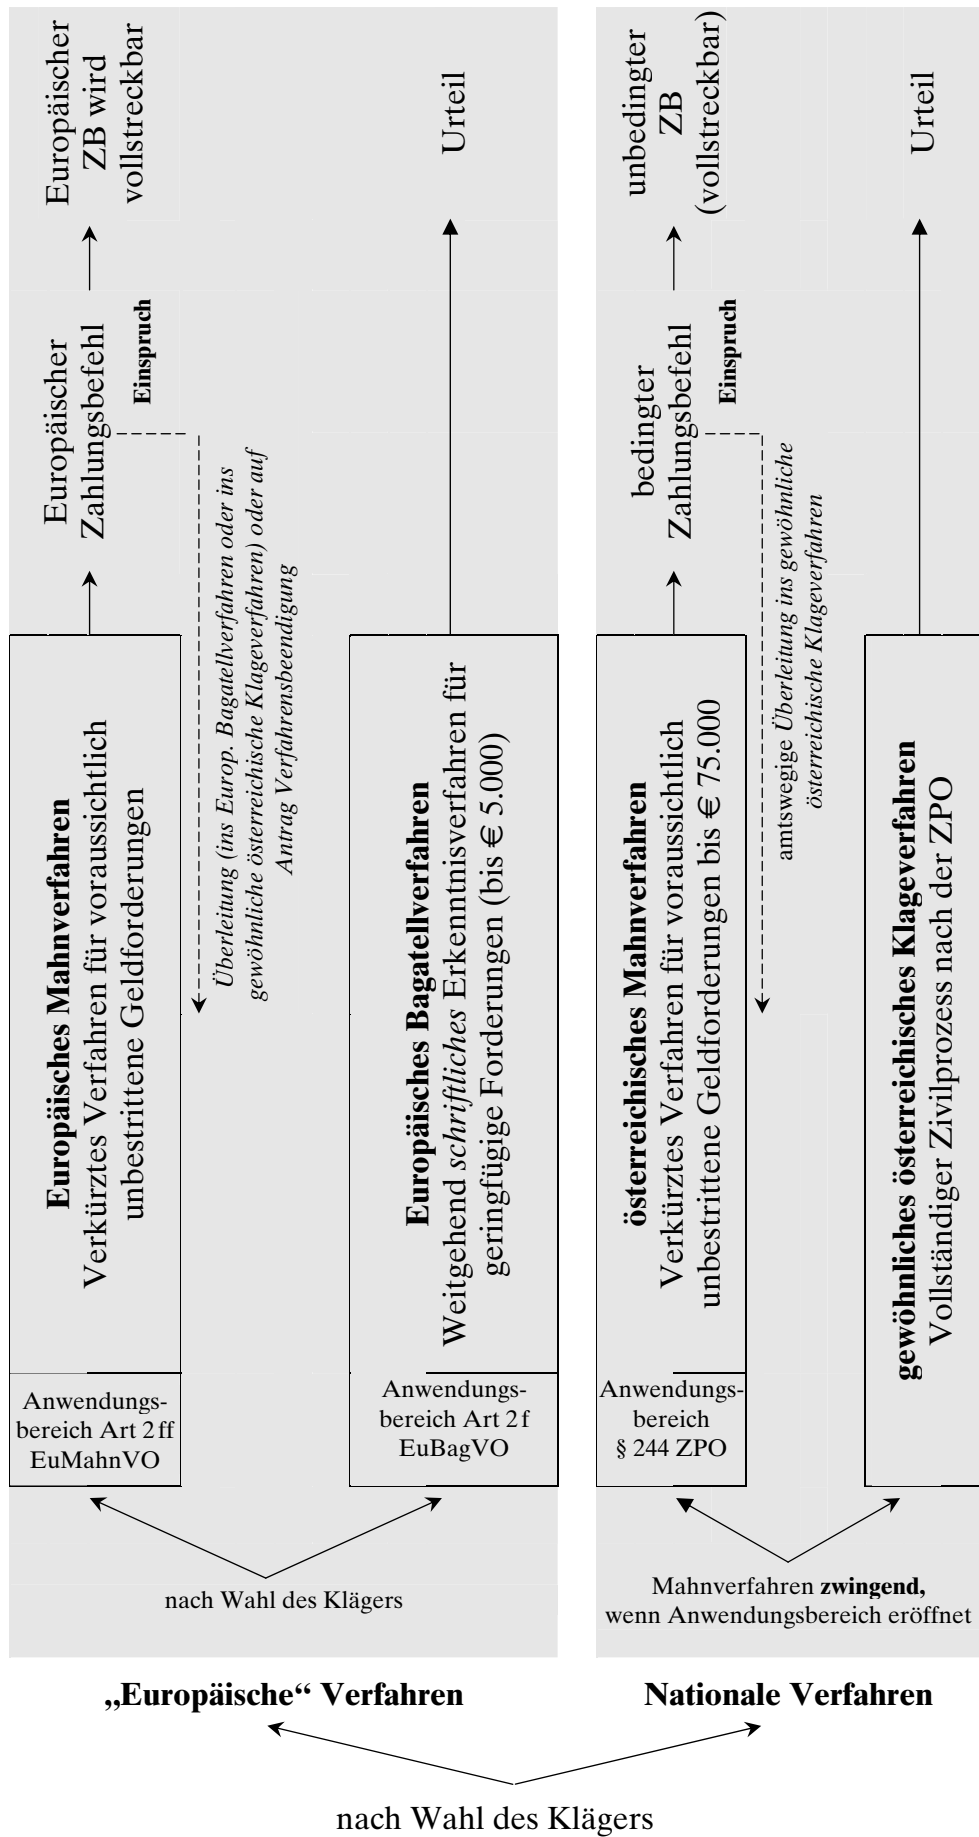 Europäischer
ZB wird
vollstreckbar
Urteil
unbedingter
ZB
(vollstreckbar)
Urteil
Europäischer
Zahlungsbefehl
Einspruch
bedingter
Zahlungsbefehl
Einspruch
Überleitung (ins Europ. Bagatellverfahren oder ins
gewöhnliche österreichische Klageverfahren) oder auf
Antrag Verfahrensbeendigung
amtswegige Überleitung ins gewöhnliche
österreichische Klageverfahren
Europäisches Mahnverfahren
Verkürztes Verfahren für voraussichtlich
unbestrittene Geldforderungen
Europäisches Bagatellverfahren
Weitgehend schriftliches Erkenntnisverfahren für
geringfügige Forderungen (bis € 5.000)
österreichisches Mahnverfahren
Verkürztes Verfahren für voraussichtlich
unbestrittene Geldforderungen bis € 75.000
gewöhnliches österreichisches Klageverfahren
Vollständiger Zivilprozess nach der ZPO
Anwendungs-
bereich Art 2 ff
EuMahnVO
Anwendungs-
bereich Art 2 f
EuBagVO
Anwendungs-
bereich
§ 244 ZPO
nach Wahl des Klägers
Mahnverfahren zwingend,
wenn Anwendungsbereich eröffnet
„Europäische“ Verfahren
Nationale Verfahren
nach Wahl des Klägers